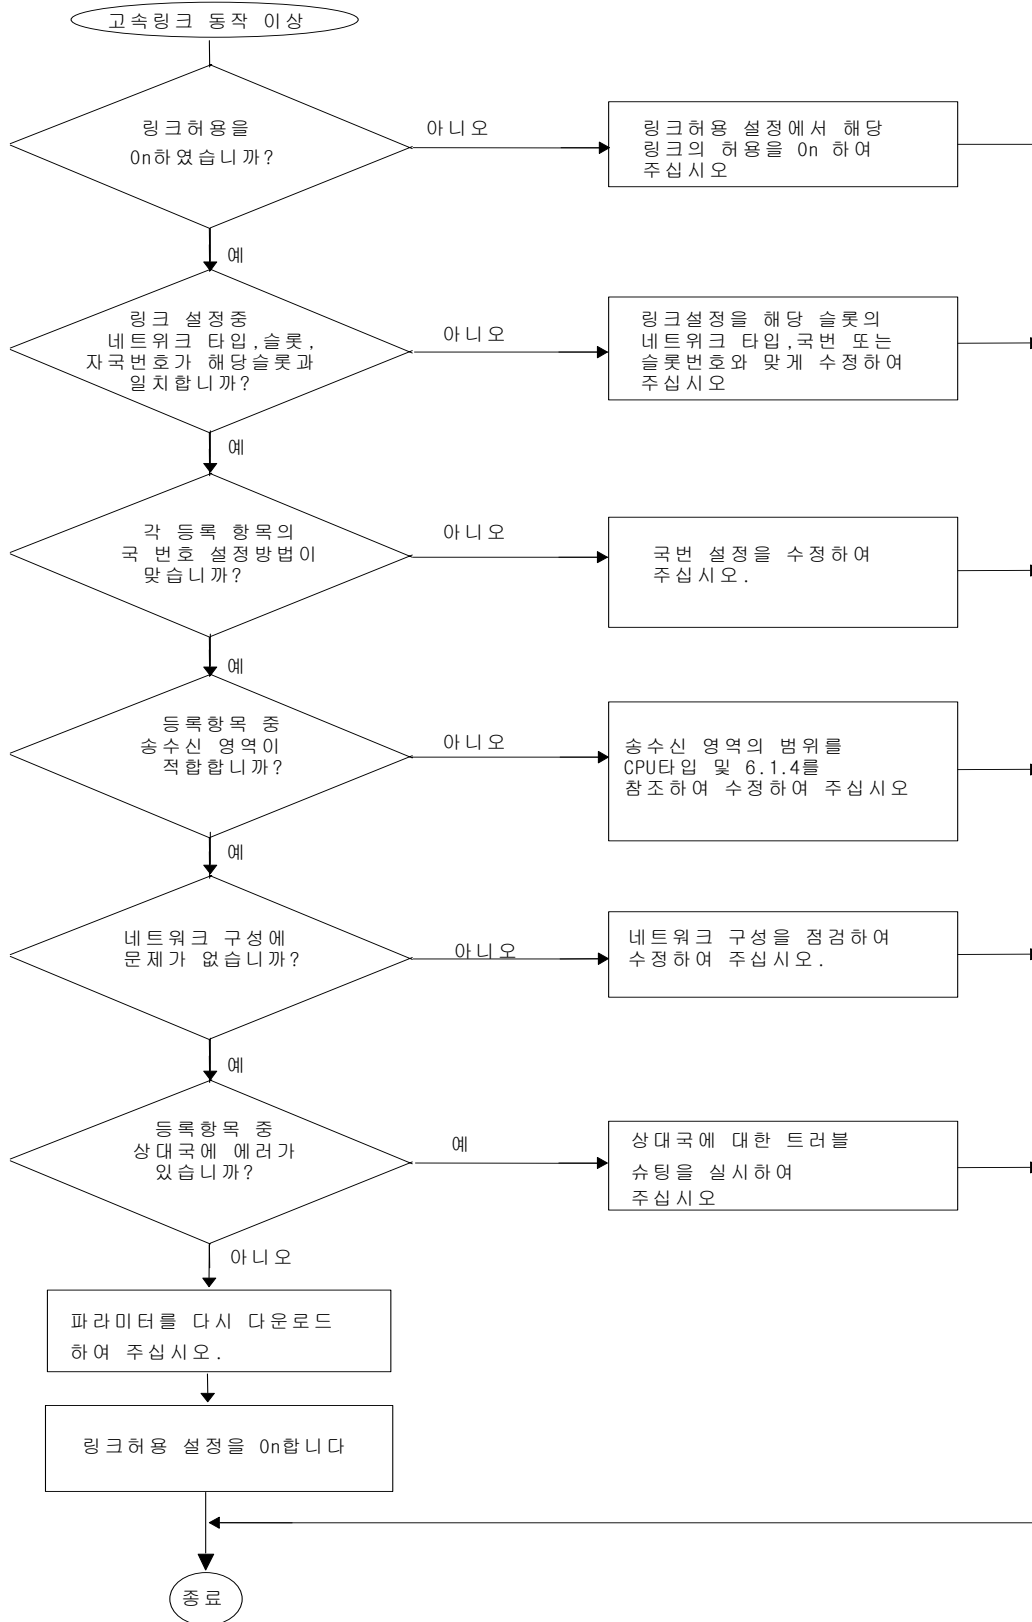 고속링크 동작 이상
링크허용을
On하였습니까?
아니오
링크허용 설정에서 해당
링크의 허용을 On 하여
주십시오
예
링크 설정중
네트워크 타입,슬롯,
자국번호가 해당슬롯과
일치합니까?
아니오
링크설정을 해당 슬롯의
네트워크 타입,국번 또는
슬롯번호와 맞게 수정하여
주십시오
예
각 등록 항목의
국 번호 설정방법이
맞습니까?
아니오
국번 설정을 수정하여
주십시오.
예
등록항목 중
송수신 영역이
적합합니까?
아니오
송수신 영역의 범위를
CPU타입 및 6.1.4를
참조하여 수정하여 주십시오
예
네트워크 구성에
문제가 없습니까?
아니오
네트워크 구성을 점검하여
수정하여 주십시오.
예
등록항목 중
상대국에 에러가
있습니까?
예
상대국에 대한 트러블
슈팅을 실시하여
주십시오
아니오
파라미터를 다시 다운로드
하여 주십시오.
링크허용 설정을 On합니다
종료